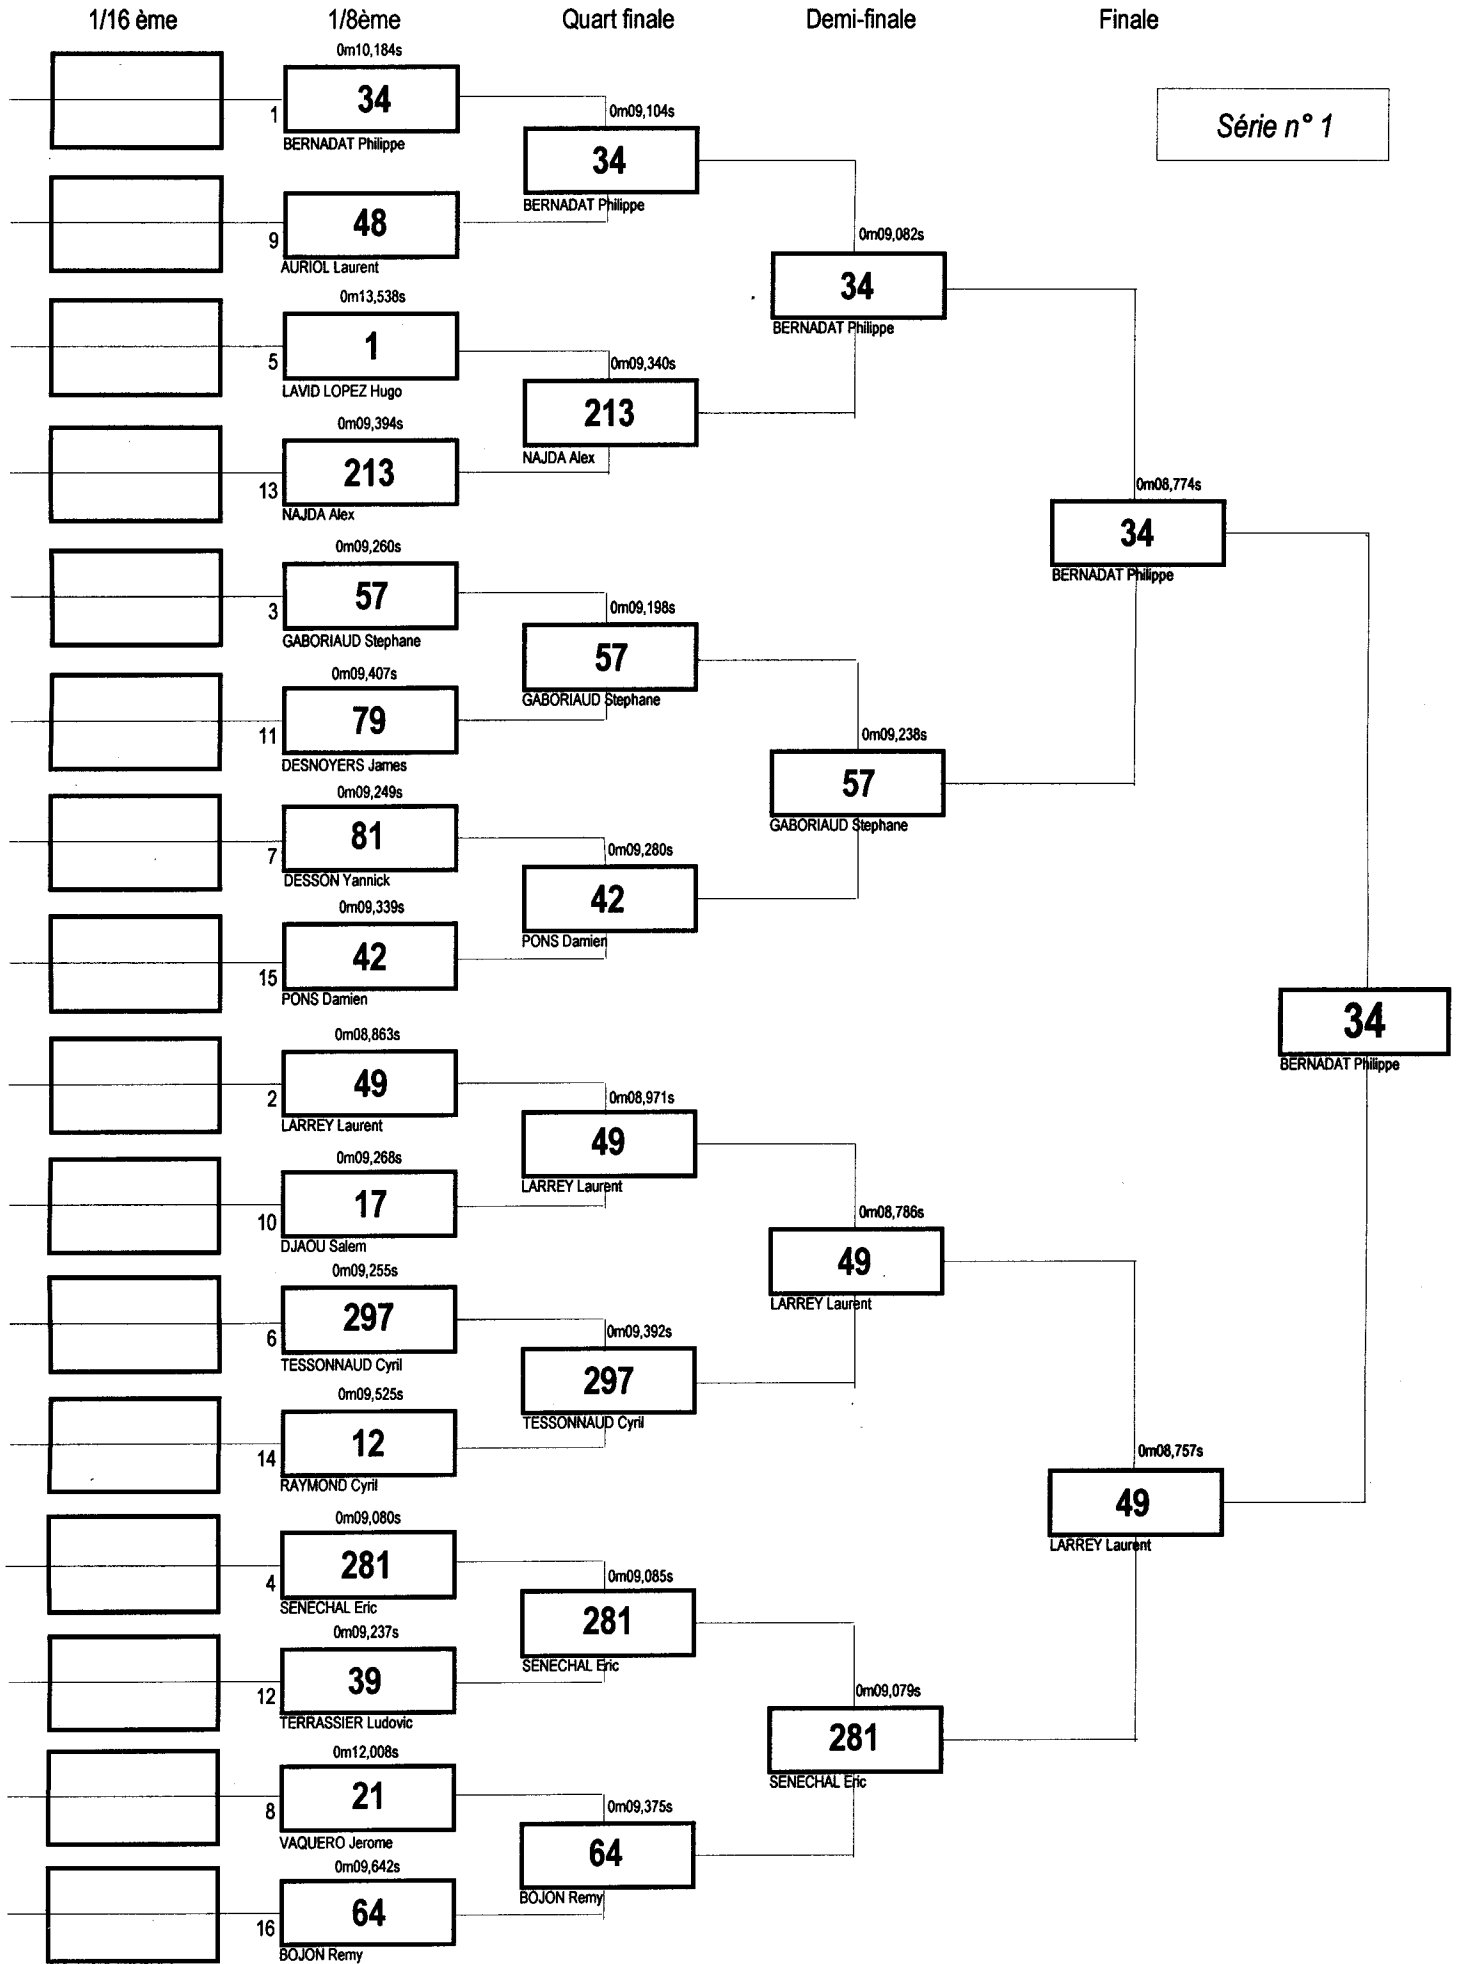 1/16 ème 1/8ème Quart finale Demi-finale Finale
Série n° 1
0m10,184s
1 34
BERNADAT Philippe
9 48
AURIOL Laurent
0m13,538s
5 1
LAVID LOPEZ Hugo
0m09,394s
13 213
NAJDA Alex
0m09,260s
3 57
GABORIAUD Stephane
0m09,407s
11 79
DESNOYERS James
0m09,249s
7 81
DESSON Yannick
0m09,339s
15 42
PONS Damien
0m08,863s
2 49
LARREY Laurent
0m09,268s
10 17
DJAOU Salem
0m09,255s
6 297
TESSONNAUD Cyril
0m09,525s
14 12
RAYMOND Cyril
0m09,080s
4 281
SENECHAL Eric
0m09,237s
12 39
TERRASSIER Ludovic
0m12,008s
8 21
VAQUERO Jerome
0m09,642s
16 64
BOJON Remy
0m09,104s
34
BERNADAT Philippe
0m09,340s
213
NAJDA Alex
0m09,198s
57
GABORIAUD Stephane
0m09,280s
42
PONS Damien
0m08,971s
49
LARREY Laurent
0m09,392s
297
TESSONNAUD Cyril
0m09,085s
281
SENECHAL Eric
0m09,375s
64
BOJON Remy
0m09,082s
34
BERNADAT Philippe
0m09,238s
57
GABORIAUD Stephane
0m08,786s
49
LARREY Laurent
0m09,079s
281
SENECHAL Eric
0m08,774s
34
BERNADAT Philippe
0m08,757s
49
LARREY Laurent
34
BERNADAT Philippe